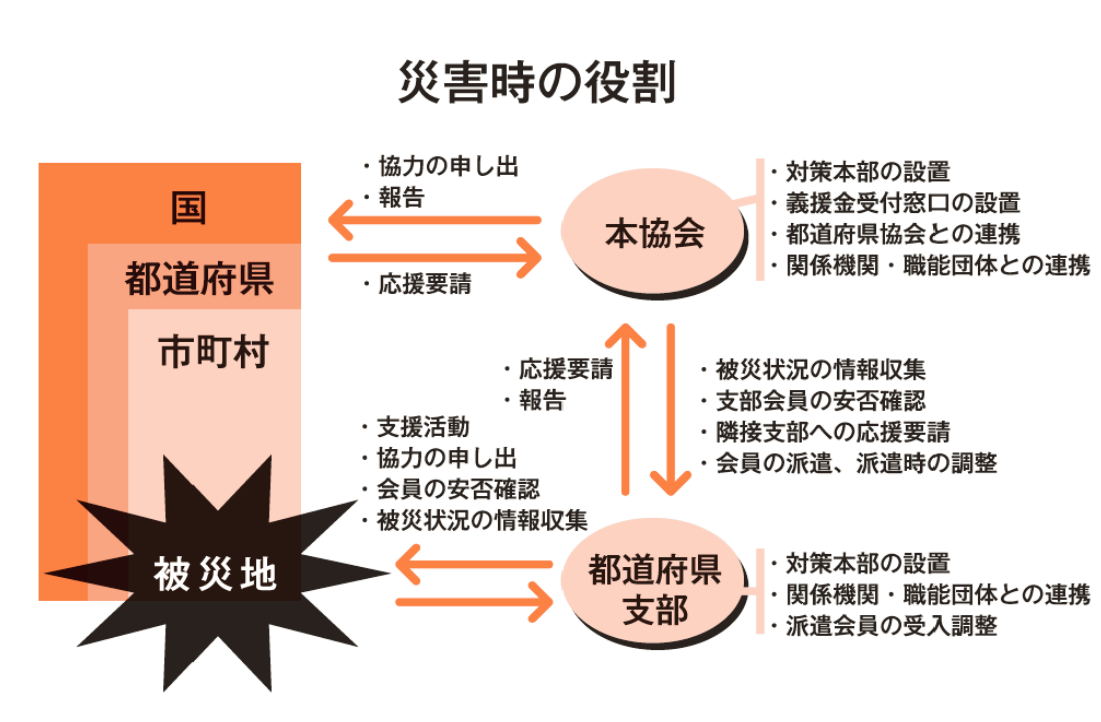 災害時の役割
国
都道府県
市町村
被災地
・協力の申し出
・報告
・応援要請
本協会
・対策本部の設置
・義援金受付窓口の設置
・都道府県協会との連携
・関係機関・職能団体との連携
・応援要請
・報告
・被災状況の情報収集
・支部会員の安否確認
・隣接支部への応援要請
・会員の派遣、派遣時の調整
・支援活動
・協力の申し出
・会員の安否確認
・被災状況の情報収集
都道府県
支部
・対策本部の設置
・関係機関・職能団体との連携
・派遣会員の受入調整